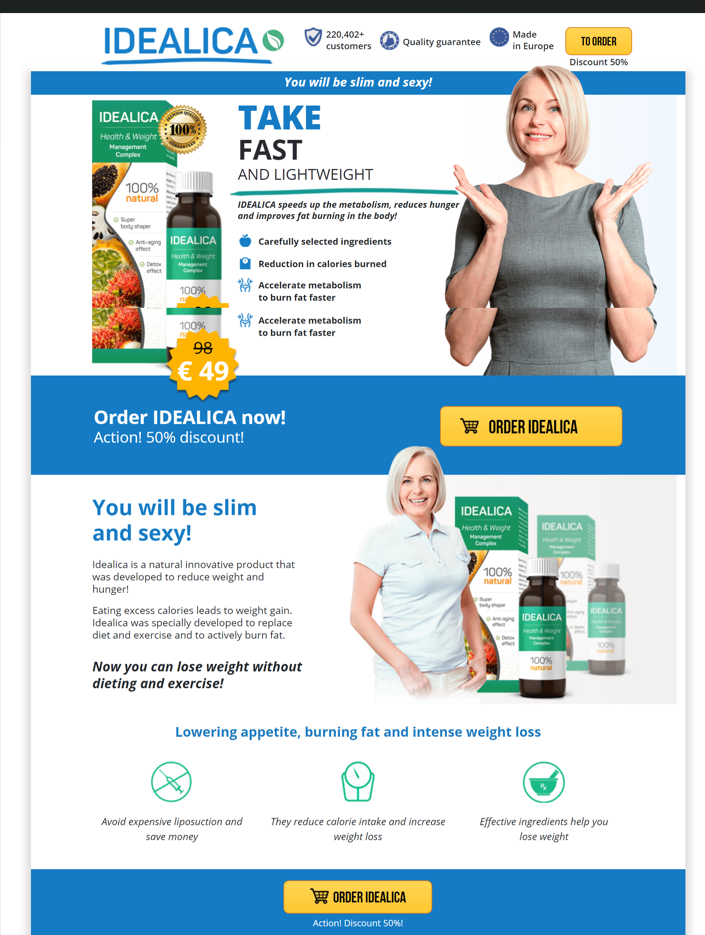 IDEALICA
220,402+
customers
Quality guarantee
Made
in Europe
TO ORDER
Discount 50%
You will be slim and sexy!
IDEALICA
Health & Weight
Management
Complex
100%
100%
natural
Super
body shaper
Anti-aging
effect
Detox
effect
IDEALICA
Health & Weight
Management
Complex
100%
100%
TAKE
FAST
AND LIGHTWEIGHT
IDEALICA speeds up the metabolism, reduces hunger
and improves fat burning in the body!
Carefully selected ingredients
Reduction in calories burned
Accelerate metabolism
to burn fat faster
Accelerate metabolism
to burn fat faster
98
€ 49
Order IDEALICA now!
Action! 50% discount!
ORDER IDEALICA
You will be slim
and sexy!
Idealica is a natural innovative product that
was developed to reduce weight and
hunger!
Eating excess calories leads to weight gain.
Idealica was specially developed to replace
diet and exercise and to actively burn fat.
Now you can lose weight without
dieting and exercise!
IDEALICA
Health & Weight
Management
Complex
100%
natural
Super
body shaper
Anti-aging
effect
Detox
effect
IDEALICA
Health & Weight
Management
Complex
100%
natural
IDEALICA
Health & Weight
Management
Complex
100%
natural
IDEALICA
Health & Weight
Management
Complex
100%
natural
Lowering appetite, burning fat and intense weight loss
Avoid expensive liposuction and
save money
They reduce calorie intake and increase
weight loss
Effective ingredients help you
lose weight
ORDER IDEALICA
Action! Discount 50%!